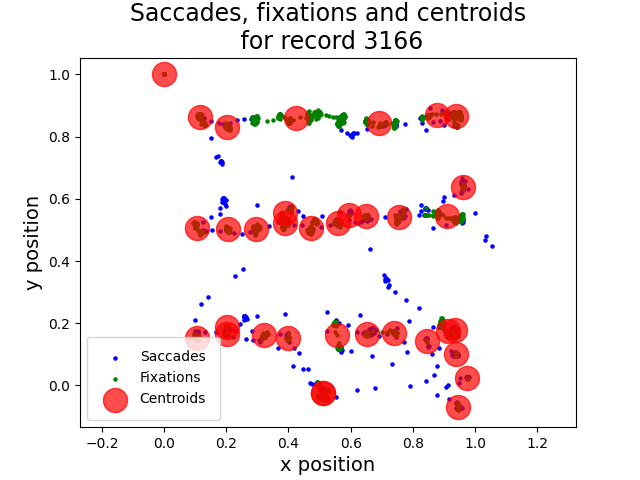 Saccades, fixations and centroids
for record 3166
1.0
0.8
0.6
0.4
0.2
0.0
y position
Saccades
Fixations
Centroids
−0.2
0.0
0.2
0.4
0.6
0.8
1.0
1.2
x position